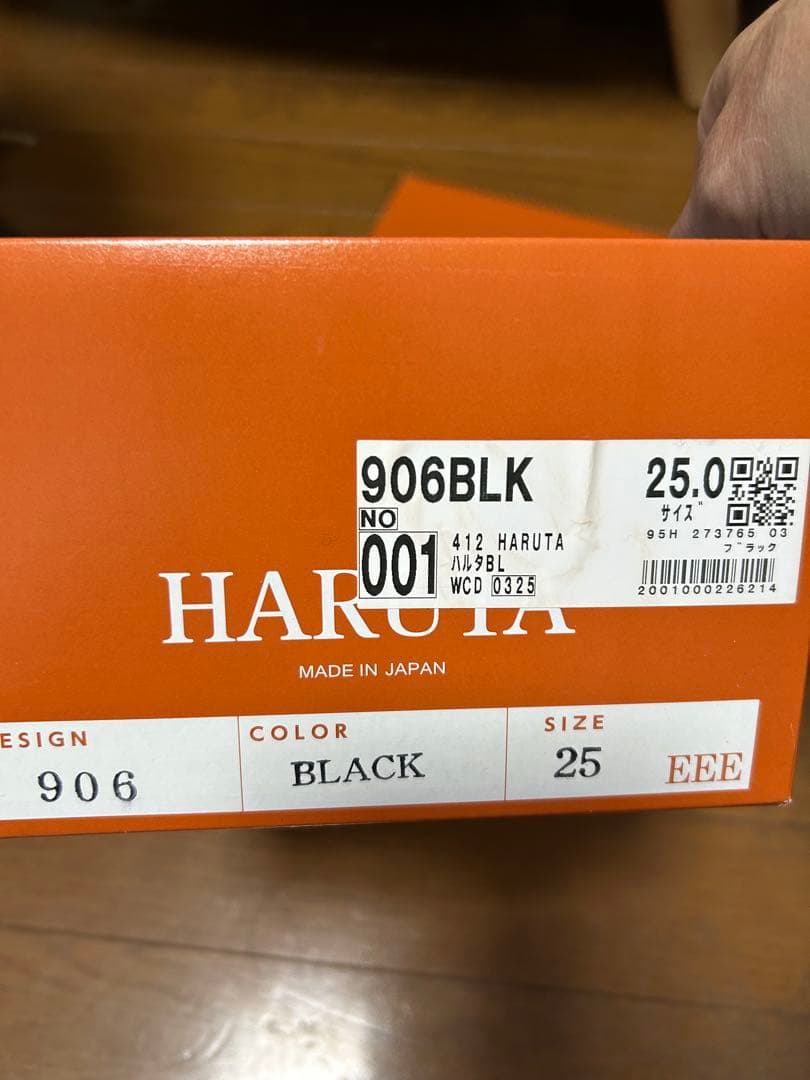 906BLK
25.0
NO
サイズ
001
412 HARUTA
95H 273765 03
ブラック
ハルタBL
WCD 0325
2001000226214
HARUTA
MADE IN JAPAN
ESIGN
COLOR
SIZE
906
BLACK
25
EEE